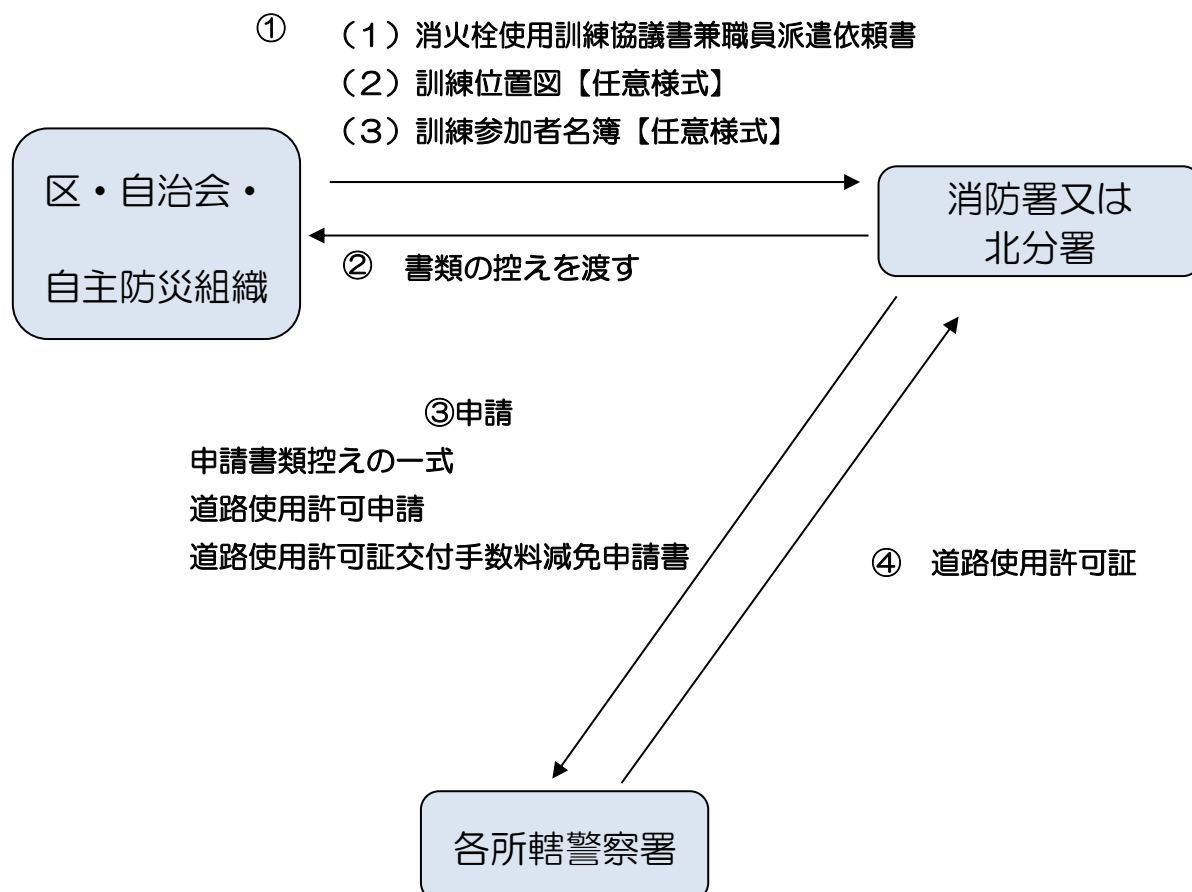 ① (1)消火栓使用訓練協議書兼職員派遣依頼書
(2)訓練位置図【任意様式】
(3)訓練参加者名簿【任意様式】
区・自治会・
自主防災組織
消防署又は
北分署
② 書類の控えを渡す
③申請
申請書類控えの一式
道路使用許可申請
道路使用許可証交付手数料減免申請書
④ 道路使用許可証
各所轄警察署